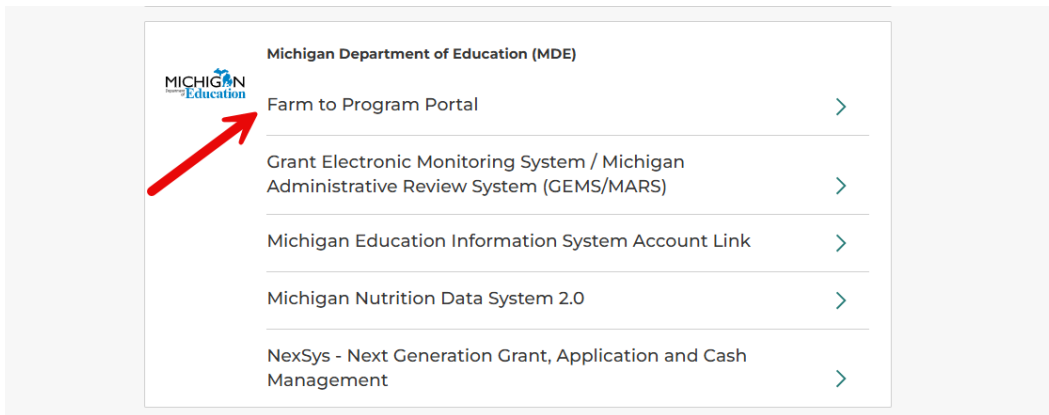 Michigan Department of Education (MDE)
MICHIGAN
Department of Education
Farm to Program Portal
Grant Electronic Monitoring System / Michigan
Administrative Review System (GEMS/MARS)
Michigan Education Information System Account Link
Michigan Nutrition Data System 2.0
NexSys - Next Generation Grant, Application and Cash
Management